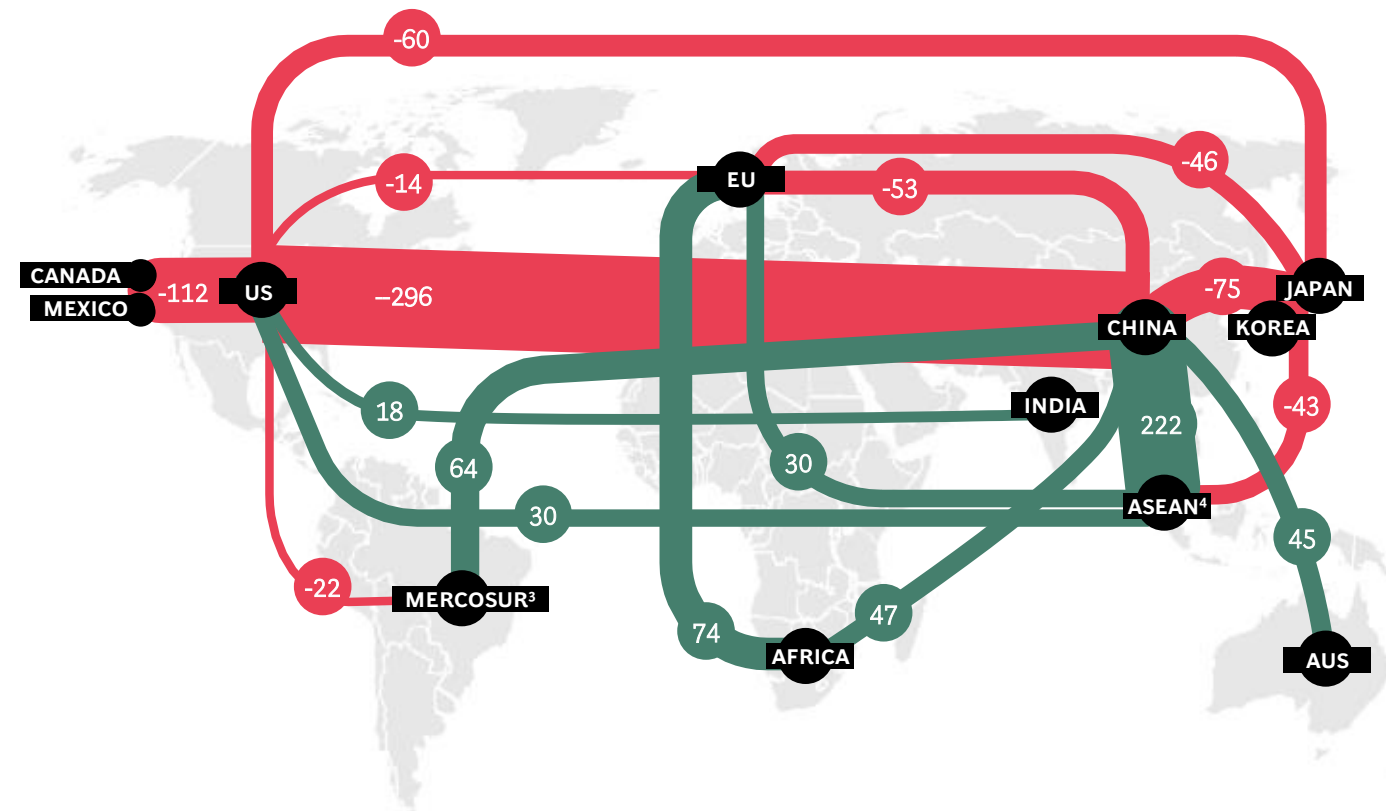 -60
-46
-14
EU
-53
CANADA
-112
US
–296
-75
JAPAN
MEXICO
CHINA
KOREA
18
INDIA
-43
222
64
30
ASEAN⁴
30
45
-22
MERCOSUR³
47
74
AFRICA
AUS